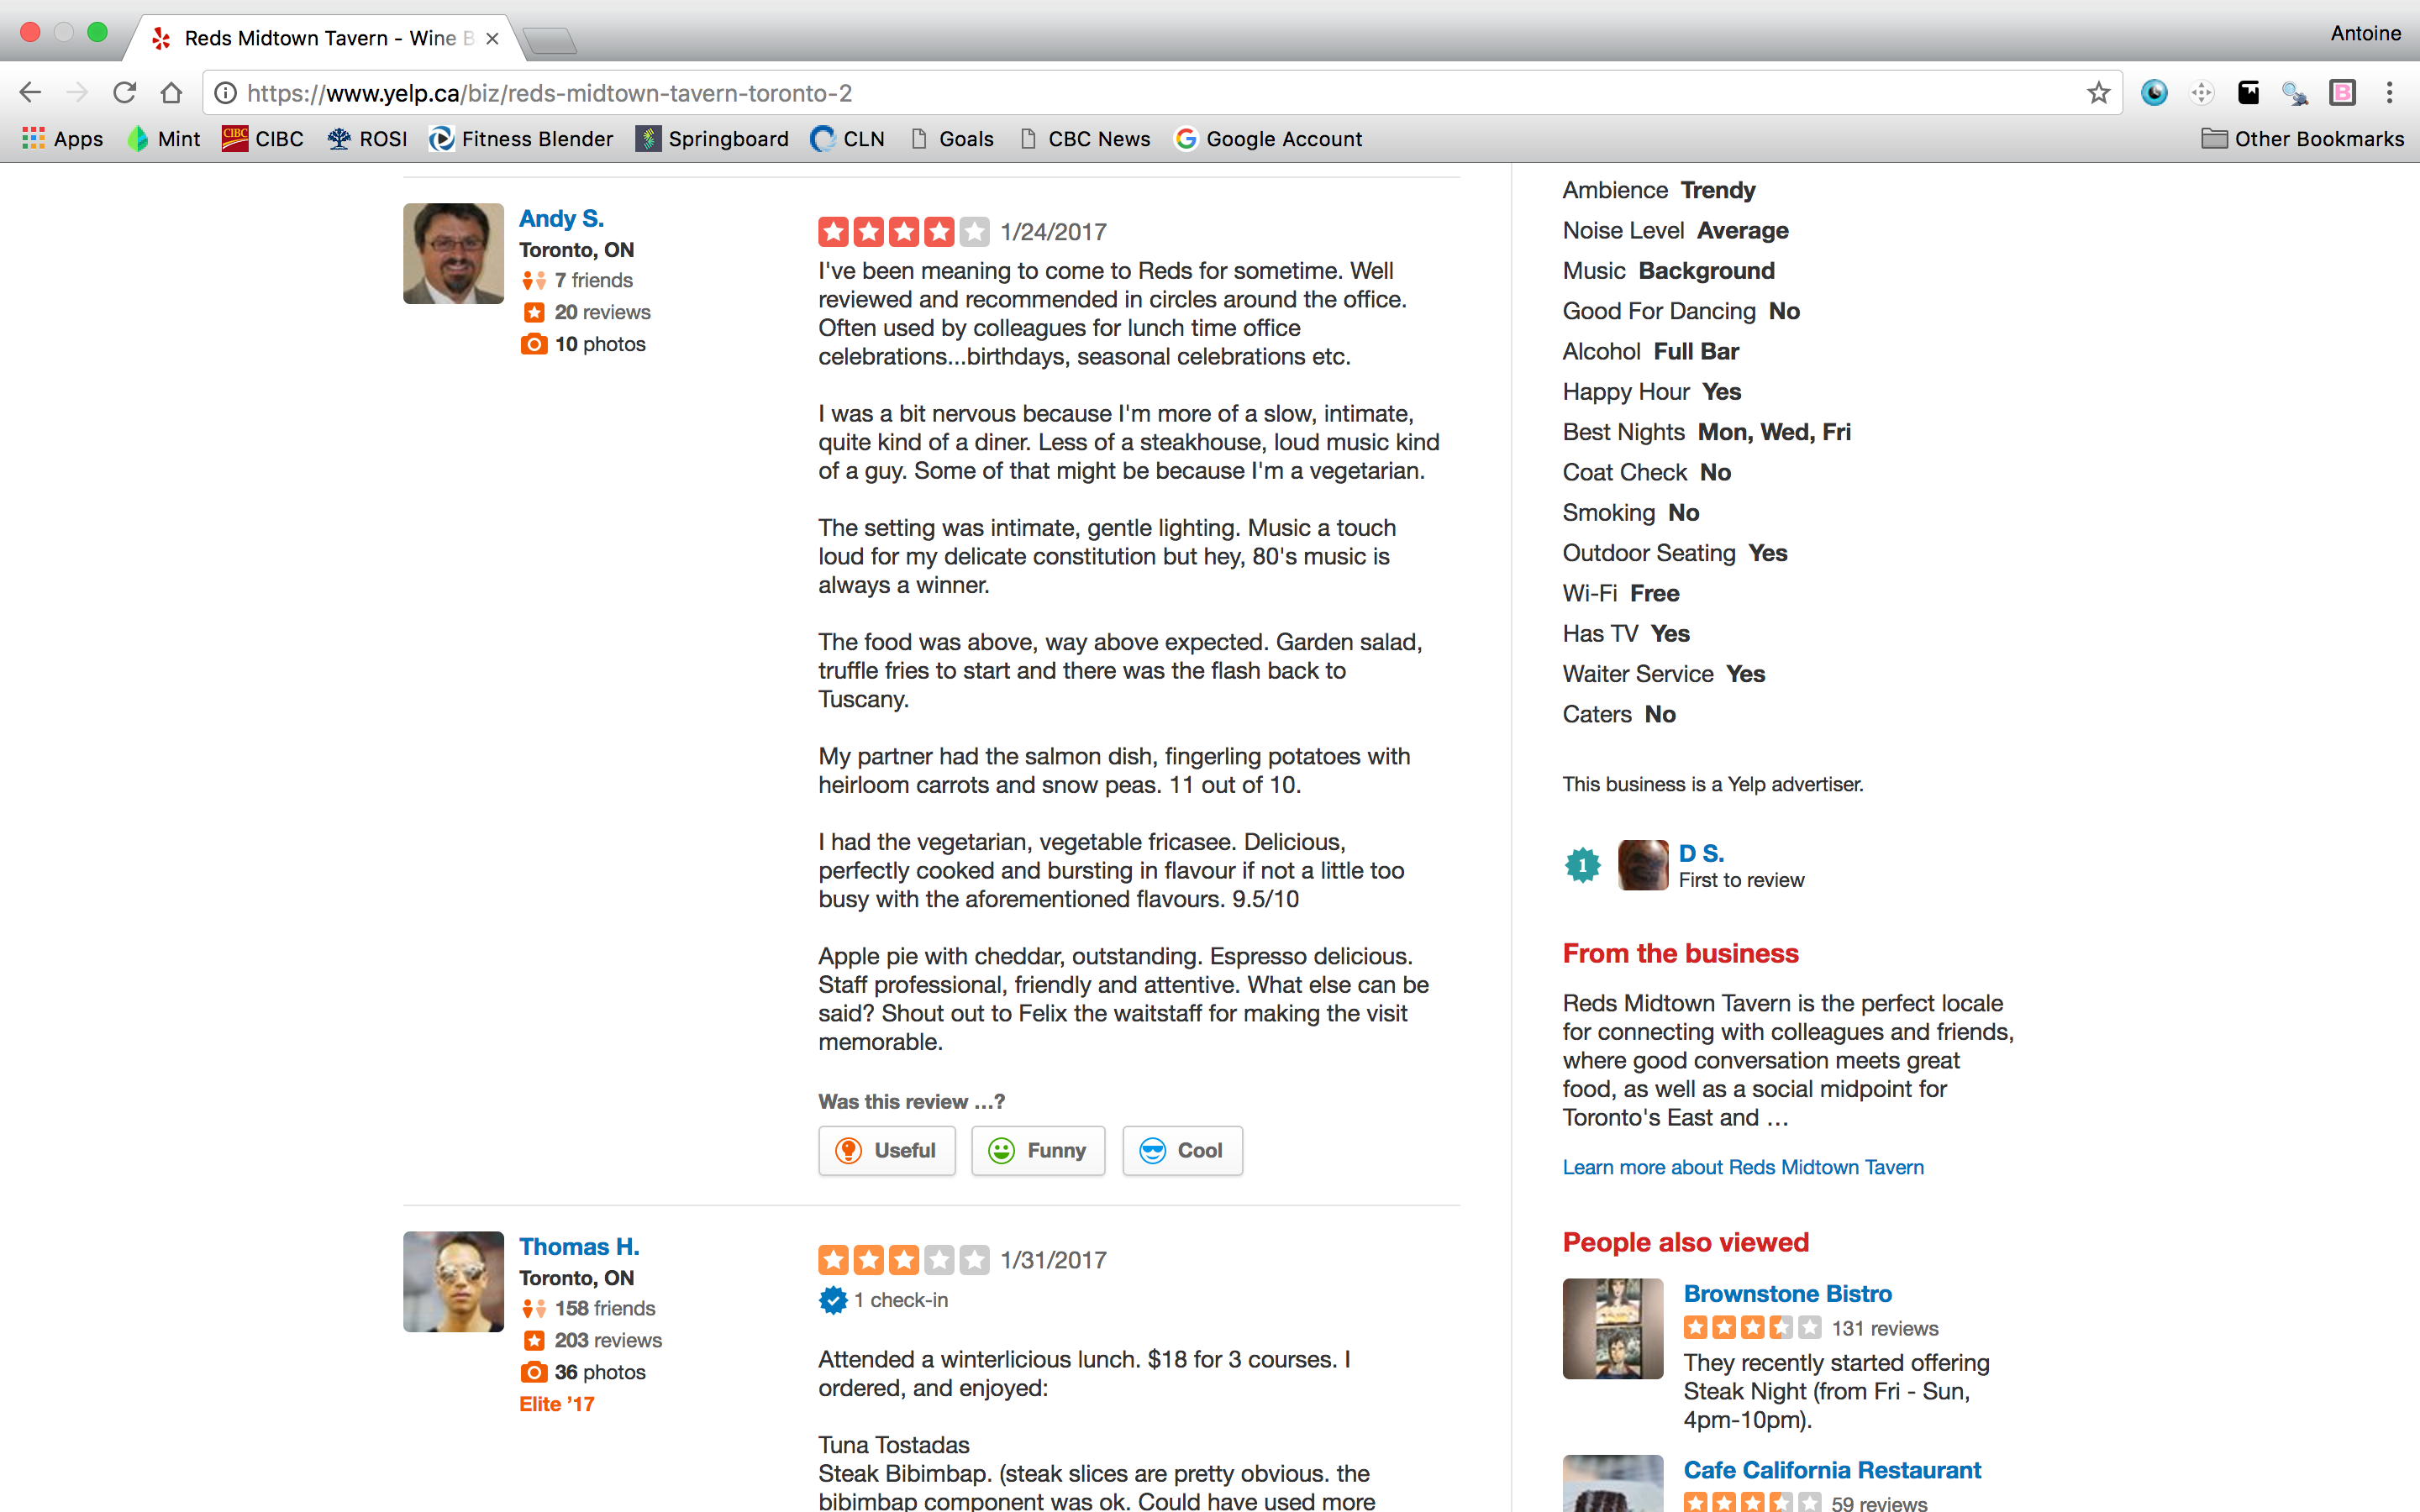 Reds Midtown Tavern - Wine B
Antoine
https://www.yelp.ca/biz/reds-midtown-tavern-toronto-2
Apps Mint CIBC CIBC ROSI Fitness Blender Springboard CLN Goals CBC News Google Account Other Bookmarks
Andy S.
Toronto, ON
7 friends
20 reviews
10 photos
1/24/2017
I've been meaning to come to Reds for sometime. Well
reviewed and recommended in circles around the office.
Often used by colleagues for lunch time office
celebrations...birthdays, seasonal celebrations etc.
I was a bit nervous because I'm more of a slow, intimate,
quite kind of a diner. Less of a steakhouse, loud music kind
of a guy. Some of that might be because I'm a vegetarian.
The setting was intimate, gentle lighting. Music a touch
loud for my delicate constitution but hey, 80's music is
always a winner.
The food was above, way above expected. Garden salad,
truffle fries to start and there was the flash back to
Tuscany.
My partner had the salmon dish, fingerling potatoes with
heirloom carrots and snow peas. 11 out of 10.
I had the vegetarian, vegetable fricasee. Delicious,
perfectly cooked and bursting in flavour if not a little too
busy with the aforementioned flavours. 9.5/10
Apple pie with cheddar, outstanding. Espresso delicious.
Staff professional, friendly and attentive. What else can be
said? Shout out to Felix the waitstaff for making the visit
memorable.
Was this review ...?
Useful Funny Cool
Thomas H.
Toronto, ON
158 friends
203 reviews
36 photos
Elite ’17
1/31/2017
1 check-in
Attended a winterlicious lunch. $18 for 3 courses. I
ordered, and enjoyed:
Tuna Tostadas
Steak Bibimbap. (steak slices are pretty obvious. the
bibimbap component was ok. Could have used more
Ambience Trendy
Noise Level Average
Music Background
Good For Dancing No
Alcohol Full Bar
Happy Hour Yes
Best Nights Mon, Wed, Fri
Coat Check No
Smoking No
Outdoor Seating Yes
Wi-Fi Free
Has TV Yes
Waiter Service Yes
Caters No
This business is a Yelp advertiser.
1
D S.
First to review
From the business
Reds Midtown Tavern is the perfect locale
for connecting with colleagues and friends,
where good conversation meets great
food, as well as a social midpoint for
Toronto's East and …
Learn more about Reds Midtown Tavern
People also viewed
Brownstone Bistro
131 reviews
They recently started offering
Steak Night (from Fri - Sun,
4pm-10pm).
Cafe California Restaurant
59 reviews